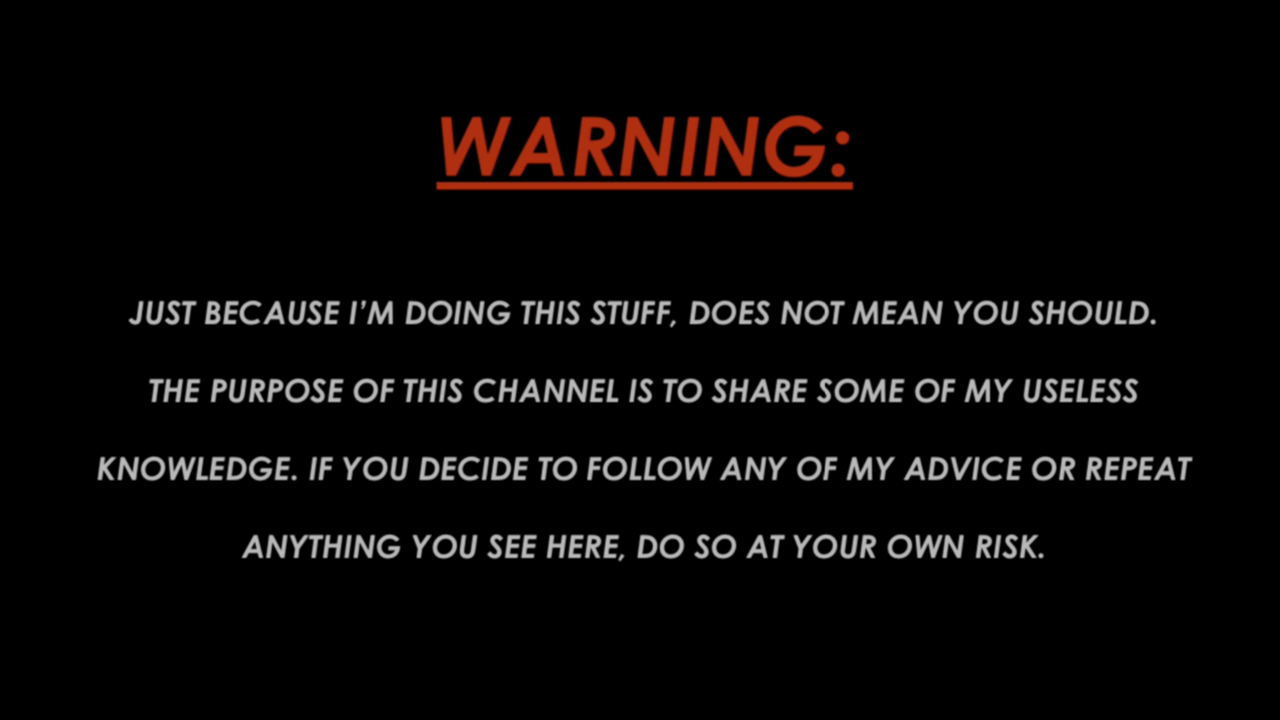 WARNING:
JUST BECAUSE I’M DOING THIS STUFF, DOES NOT MEAN YOU SHOULD.
THE PURPOSE OF THIS CHANNEL IS TO SHARE SOME OF MY USELESS
KNOWLEDGE. IF YOU DECIDE TO FOLLOW ANY OF MY ADVICE OR REPEAT
ANYTHING YOU SEE HERE, DO SO AT YOUR OWN RISK.